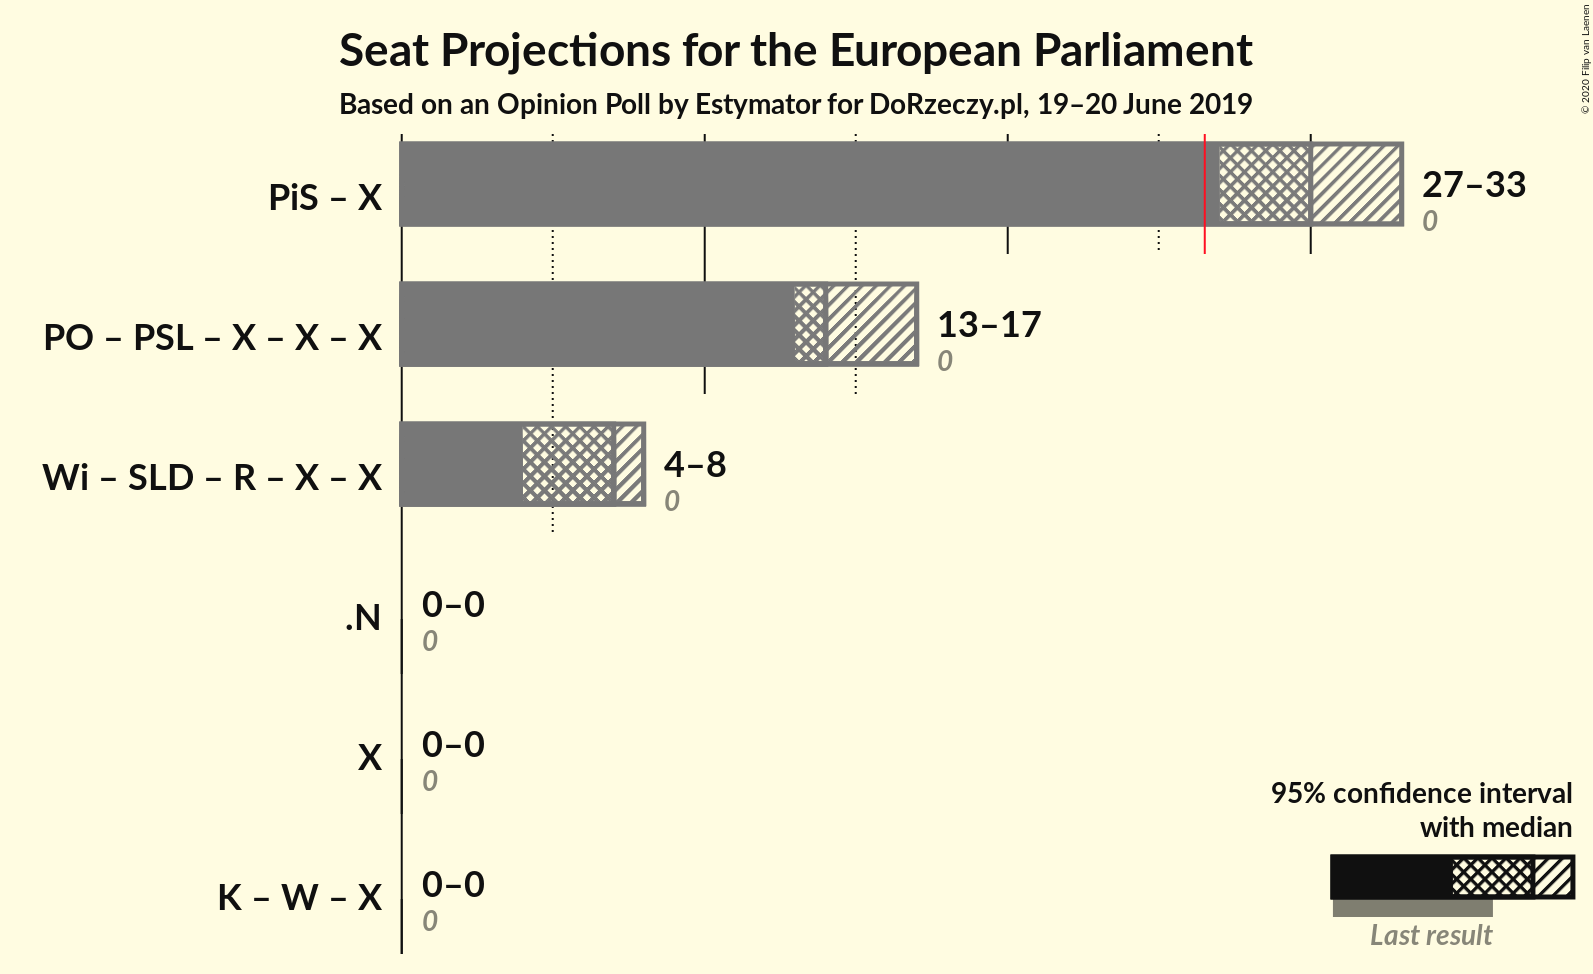 Seat Projections for the European Parliament
Based on an Opinion Poll by Estymator for DoRzeczy.pl, 19–20 June 2019
© 2020 Filip van Laenen
PiS – X
27–33
0
PO – PSL – X – X – X
13–17
0
Wi – SLD – R – X – X
4–8
0
.N
0–0
0
X
0–0
0
K – W – X
0–0
0
95% confidence interval
with median
Last result